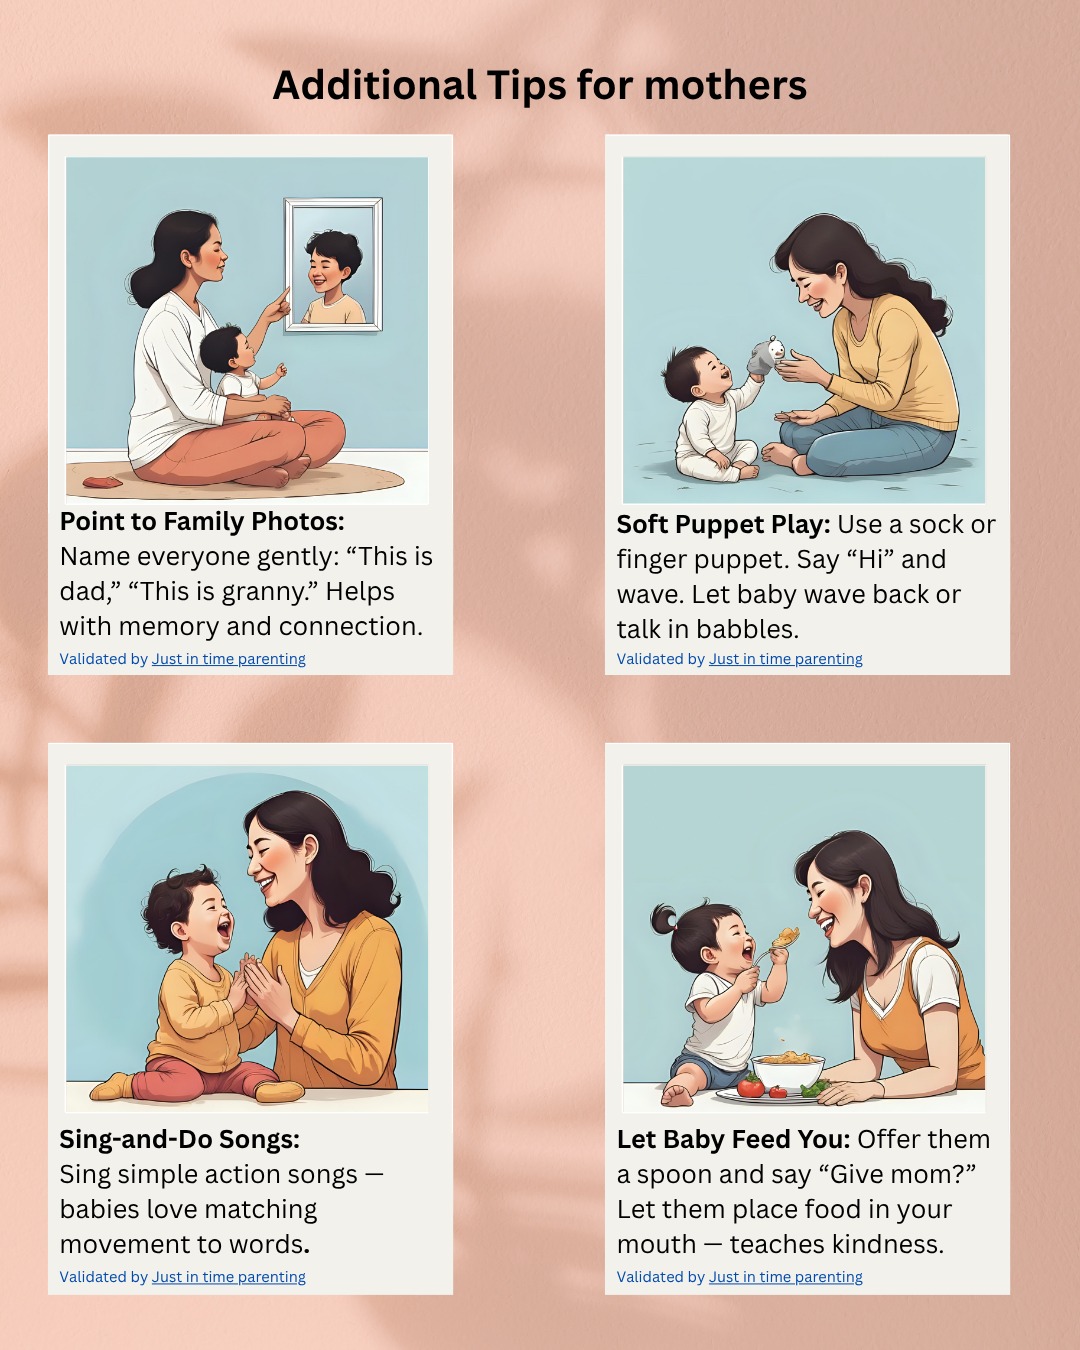 Additional Tips for mothers
Point to Family Photos:
Name everyone gently: “This is
dad,” “This is granny.” Helps
with memory and connection.
Validated by Just in time parenting
Soft Puppet Play: Use a sock or
finger puppet. Say “Hi” and
wave. Let baby wave back or
talk in babbles.
Validated by Just in time parenting
Sing-and-Do Songs:
Sing simple action songs —
babies love matching
movement to words.
Validated by Just in time parenting
Let Baby Feed You: Offer them
a spoon and say “Give mom?”
Let them place food in your
mouth — teaches kindness.
Validated by Just in time parenting